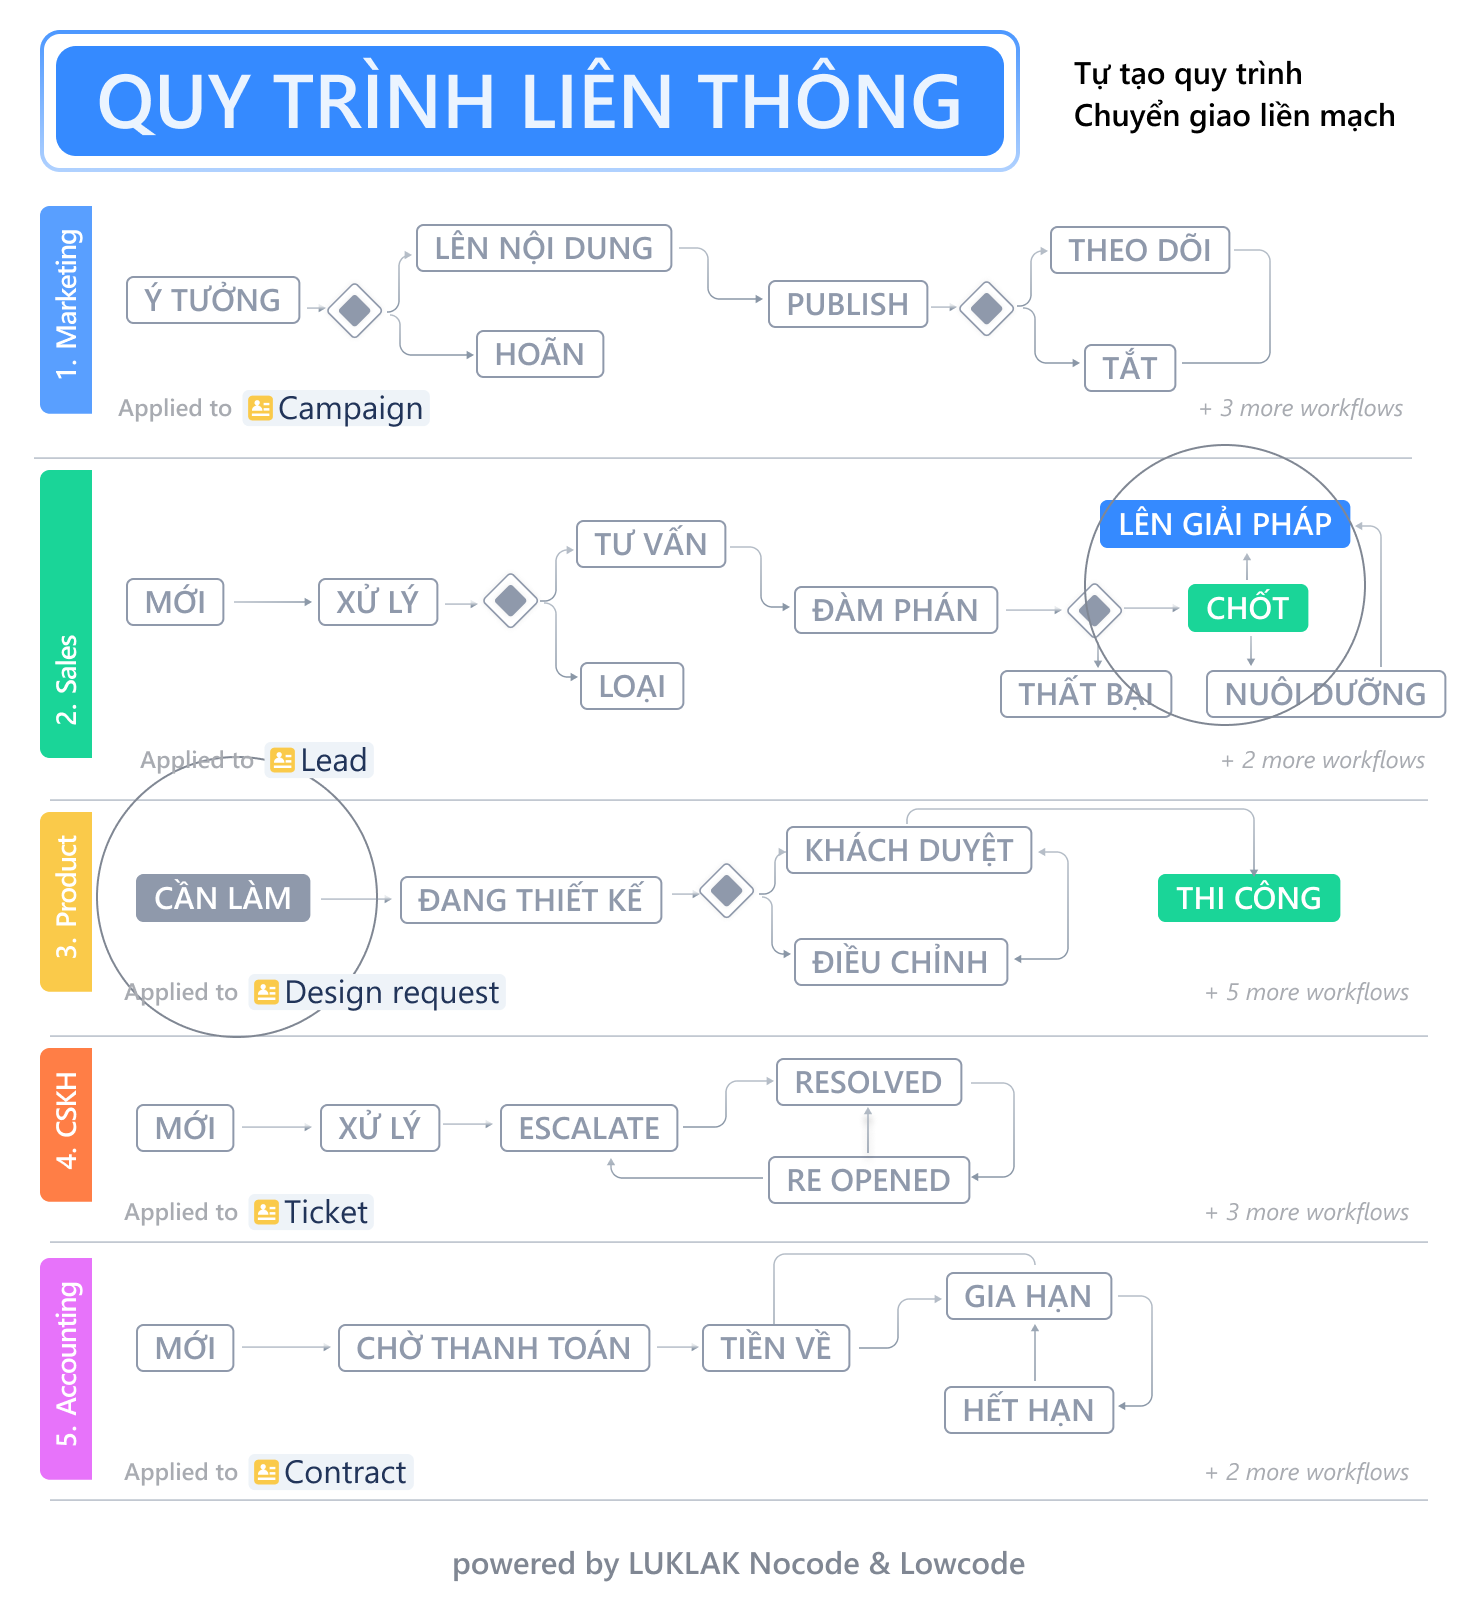 QUY TRÌNH LIÊN THÔNG
Tự tạo quy trình
Chuyển giao liền mạch
1. Marketing
Ý TƯỞNG
LÊN NỘI DUNG
HOÃN
PUBLISH
THEO DÕI
TẮT
Applied to Campaign
+ 3 more workflows
2. Sales
MỚI
XỬ LÝ
TƯ VẤN
LOẠI
ĐÀM PHÁN
LÊN GIẢI PHÁP
CHỐT
THẤT BẠI
NUÔI DƯỠNG
Applied to Lead
+ 2 more workflows
3. Product
CẦN LÀM
ĐANG THIẾT KẾ
KHÁCH DUYỆT
ĐIỀU CHỈNH
THI CÔNG
Applied to Design request
+ 5 more workflows
4. CSKH
MỚI
XỬ LÝ
ESCALATE
RESOLVED
RE OPENED
Applied to Ticket
+ 3 more workflows
5. Accounting
MỚI
CHỜ THANH TOÁN
TIỀN VỀ
GIA HẠN
HẾT HẠN
Applied to Contract
+ 2 more workflows
powered by LUKLAK Nocode & Lowcode